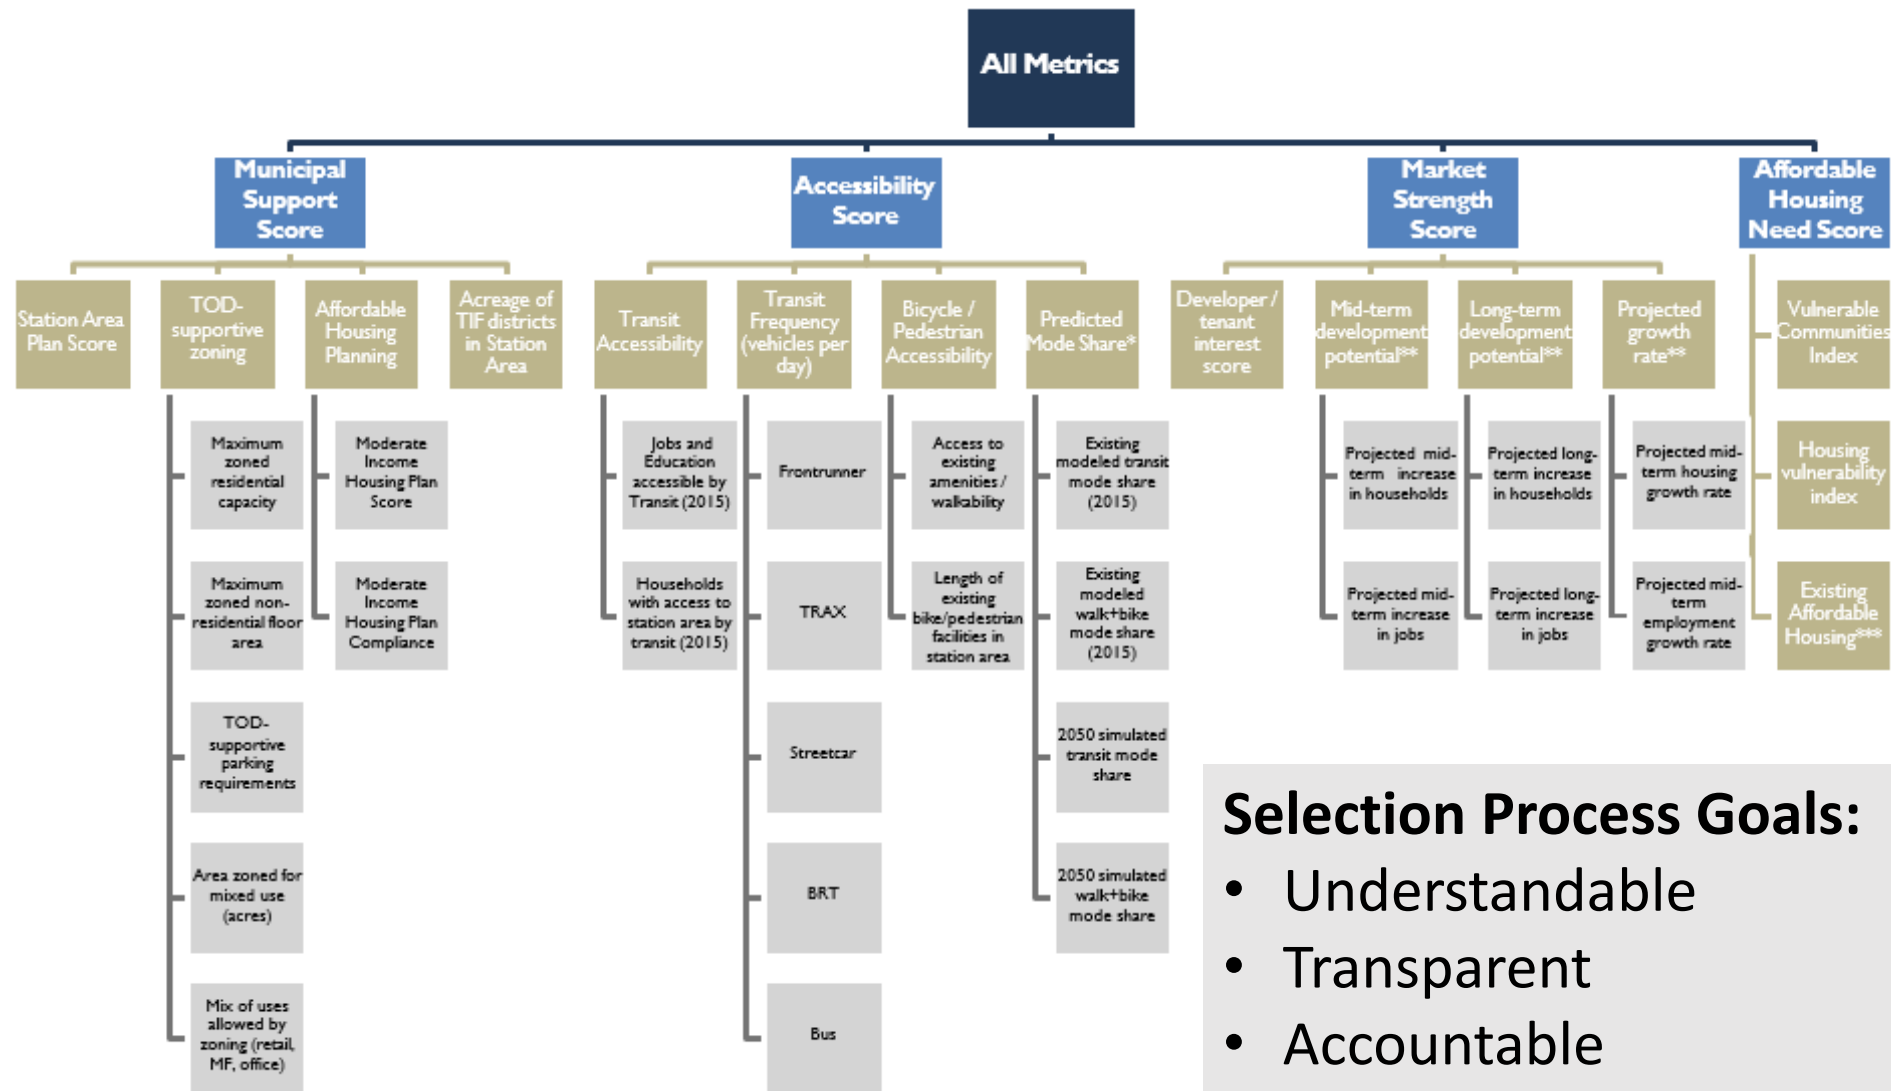 All Metrics
Municipal
Support
Score
Accessibility
Score
Market
Strength
Score
Affordable
Housing
Need Score
Station Area
Plan Score
TOD-
supportive
zoning
Affordable
Housing
Planning
Acreage of
TIF districts
in Station
Area
Transit
Accessibility
Transit
Frequency
(vehicles per
day)
Bicycle /
Pedestrian
Accessibility
Predicted
Mode Share*
Developer /
tenant
interest
score
Mid-term
development
potential**
Long-term
development
potential**
Projected
growth
rate**
Vulnerable
Communities
Index
Maximum
zoned
residential
capacity
Moderate
Income
Housing Plan
Score
Jobs and
Education
accessible by
Transit (2015)
Frontrunner
Access to
existing
amenities /
walkability
Existing
modeled transit
mode share
(2015)
Projected mid-
term increase
in households
Projected long-
term increase
in households
Projected mid-
term housing
growth rate
Housing
vulnerability
index
Maximum
zoned non-
residential floor
area
Moderate
Income
Housing Plan
Compliance
Households
with access to
station area by
transit (2015)
TRAX
Length of
existing
bike/pedestrian
facilities in
station area
Existing
modeled
walk+bike
mode share
(2015)
Projected mid-
term increase
in jobs
Projected long-
term increase
in jobs
Projected mid-
term
employment
growth rate
Existing
Affordable
Housing***
TOD-
supportive
parking
requirements
Streetcar
2050 simulated
transit mode
share
Area zoned for
mixed use
(acres)
BRT
2050 simulated
walk+bike
mode share
Mix of uses
allowed by
zoning (retail,
MF, office)
Bus
Selection Process Goals:
• Understandable
• Transparent
• Accountable